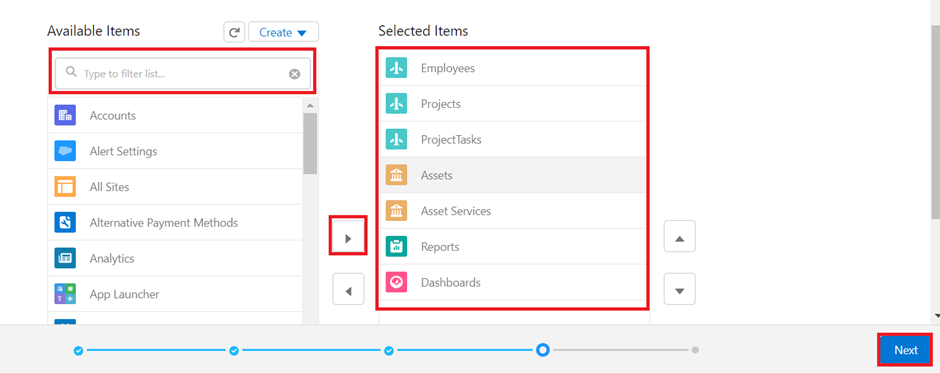 Available Items
Create
Type to filter list...
Accounts
Alert Settings
All Sites
Alternative Payment Methods
Analytics
App Launcher
Selected Items
Employees
Projects
ProjectTasks
Assets
Asset Services
Reports
Dashboards
Next